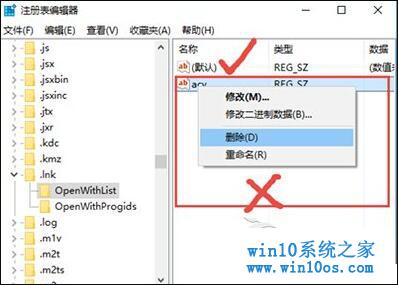 注册表编辑器
文件(F) 编辑(E) 查看(V) 收藏夹(A) 帮助(H)
.js
.jse
.jsxbin
.jsxinc
.jtx
.jxr
.kdc
.kmz
.lnk
OpenWithList
OpenWithProgids
.log
.m1v
.m2t
.m2ts
名称 类型 数据
(默认) REG_SZ (数值未
acv REG_SZ
修改(M)...
修改二进制数据(B)...
删除(D)
重命名(R)
win10系统之家
www.win10os.com